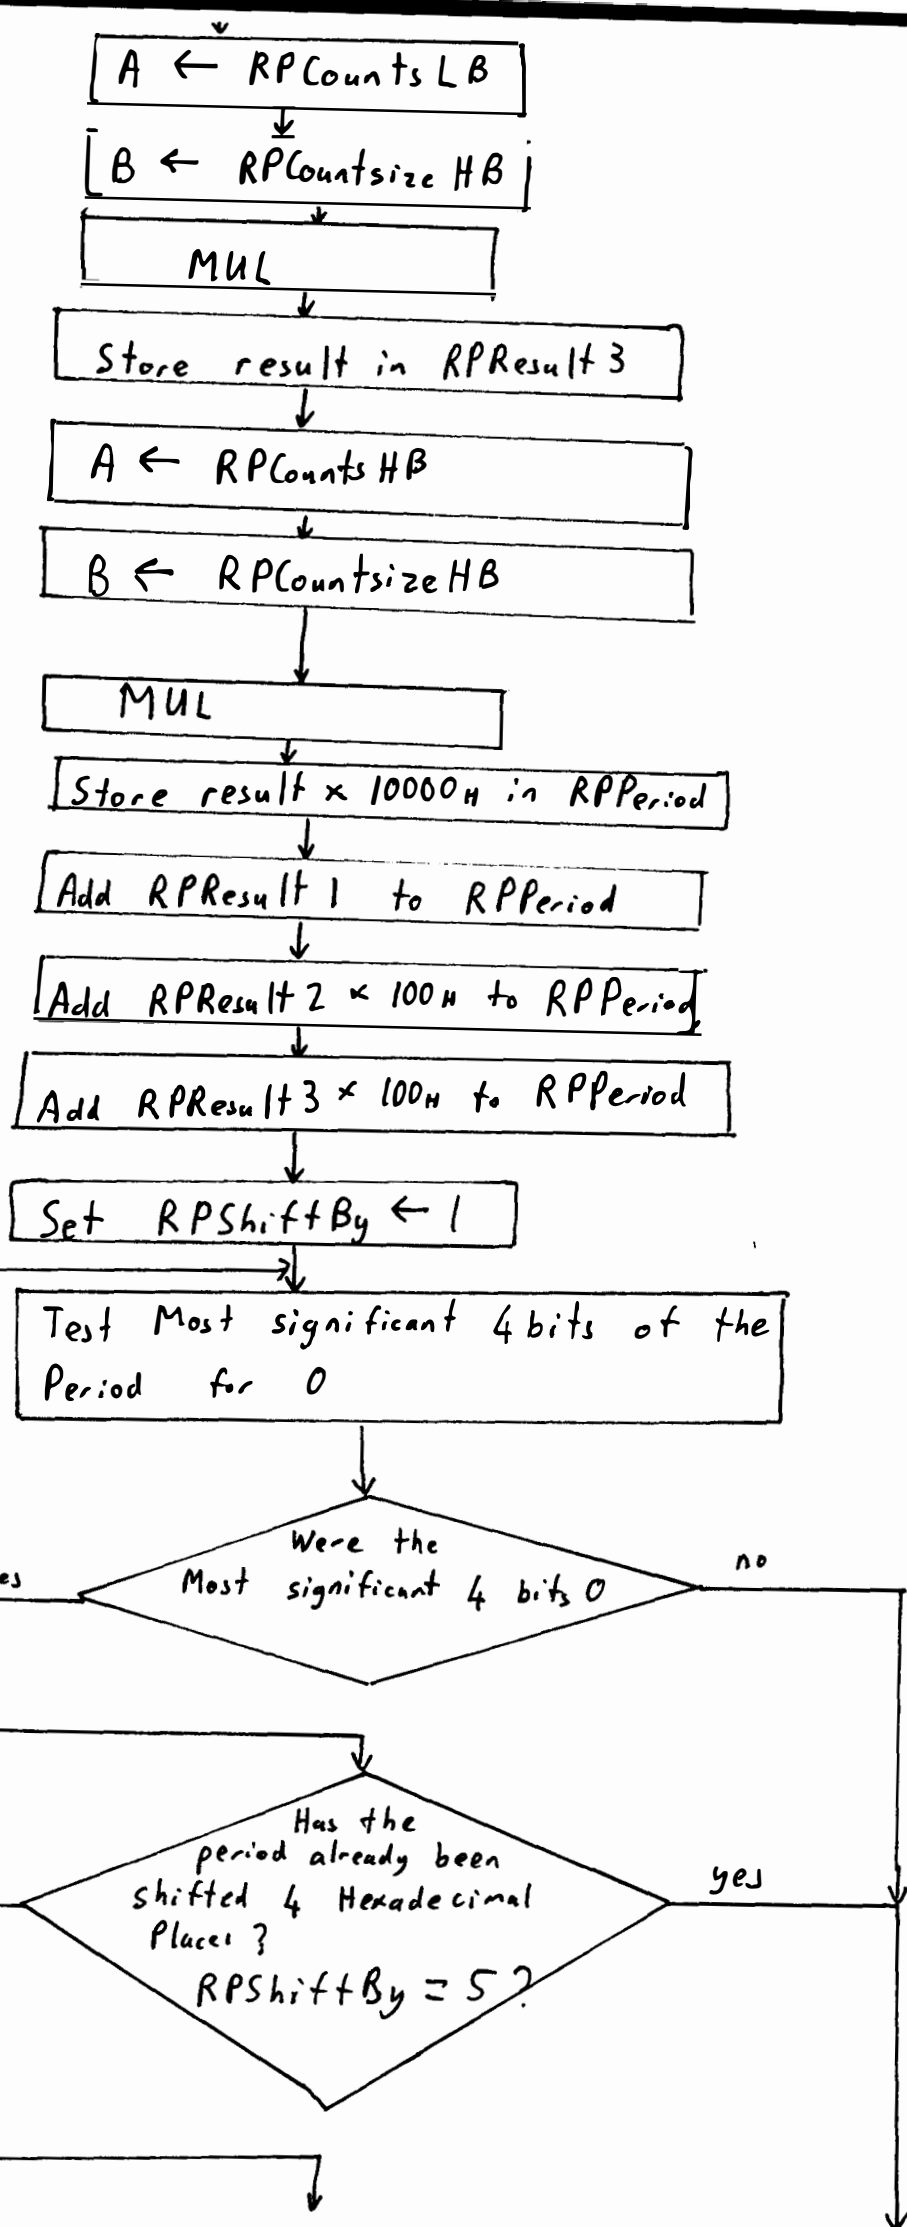 A ← RPCounts LB
B ← RPCountsize HB
MUL
Store result in RPResult 3
A ← RPCounts HB
B ← RPCountsize HB
MUL
Store result × 10000H in RPPeriod
Add RPResult 1 to RPPeriod
Add RPResult 2 × 100H to RPPeriod
Add RPResult 3 × 100H to RPPeriod
Set RPShiftBy ← 1
Test Most significant 4 bits of the
Period for 0
Were the
Most significant 4 bits 0
es
no
Has the
period already been
shifted 4 Hexadecimal
Places ?
RPShiftBy = 5 ?
yes